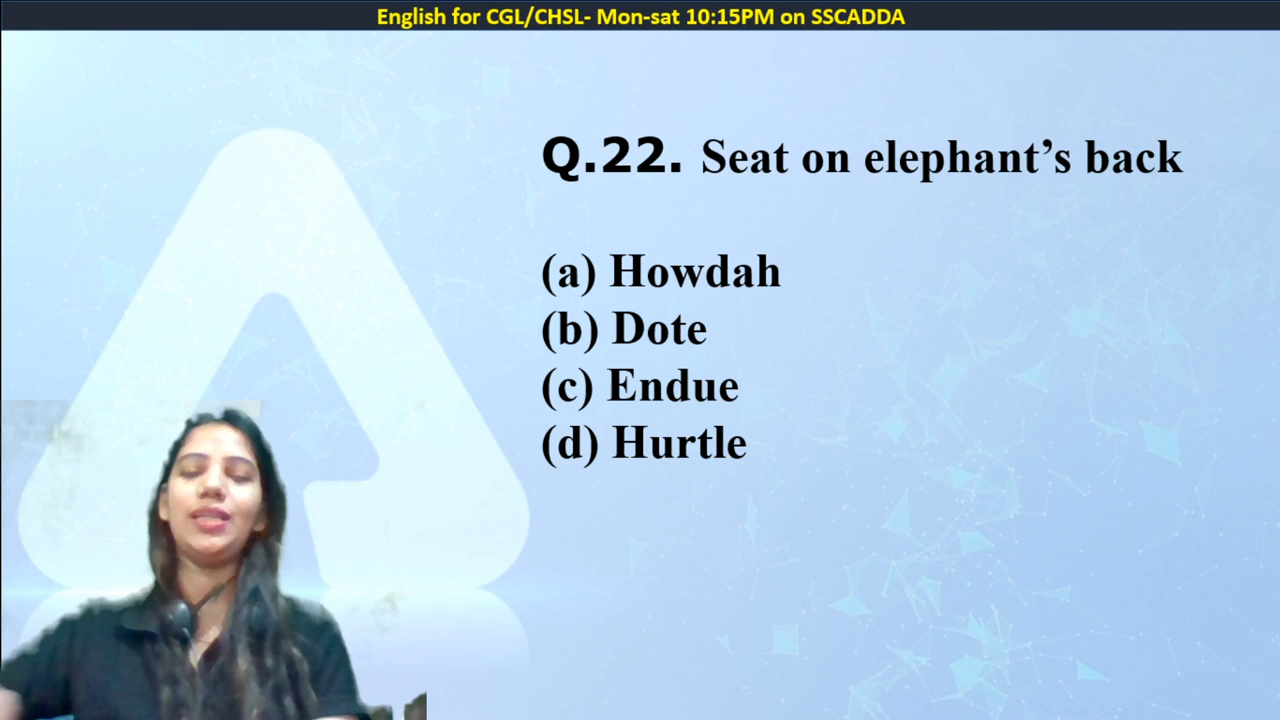 English for CGL/CHSL- Mon-sat 10:15PM on SSCADDA
Q.22. Seat on elephant’s back
(a) Howdah
(b) Dote
(c) Endue
(d) Hurtle